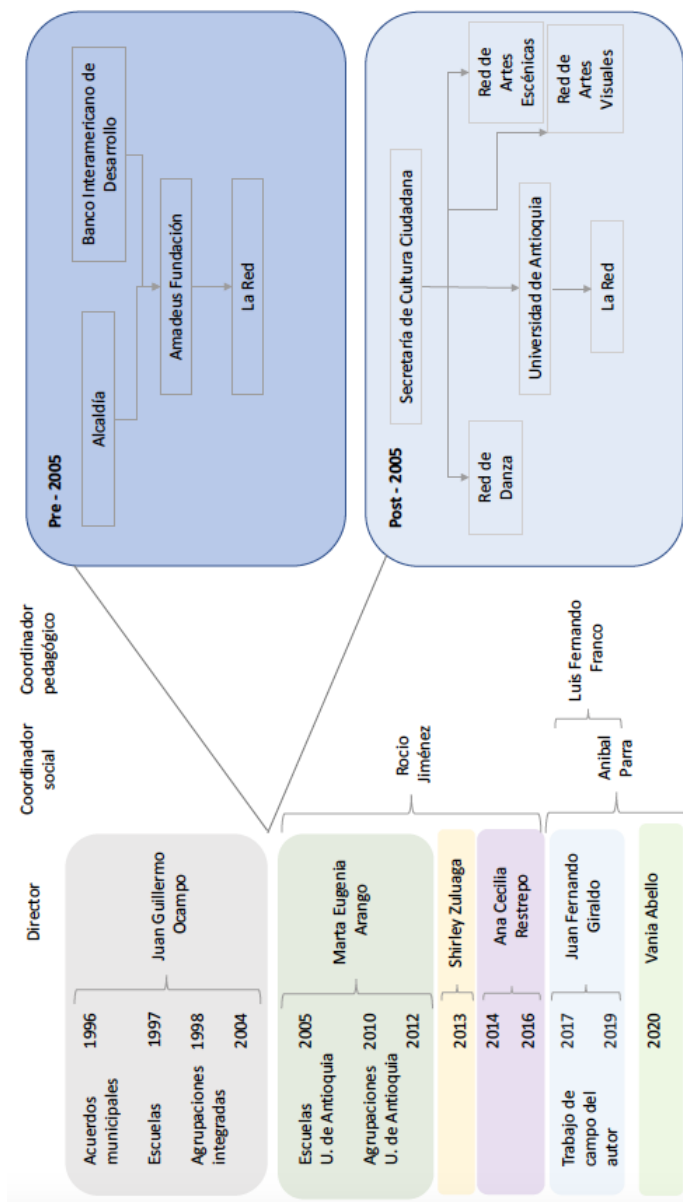 Director
Coordinador
social
Coordinador
pedagógico
Acuerdos
municipales
1996
Escuelas
1997
Agrupaciones
integradas
1998
2004
Juan Guillermo
Ocampo
Escuelas
U. de Antioquia
2005
Agrupaciones
U. de Antioquia
2010
2012
Marta Eugenia
Arango
2013
Shirley Zuluaga
2014
2016
Ana Cecilia
Restrepo
Rocio
Jiménez
Trabajo de
campo del
autor
2017
2019
Juan Fernando
Giraldo
2020
Vania Abello
Anibal
Parra
Luis Fernando
Franco
Pre - 2005
Alcaldía
Banco Interamericano de
Desarrollo
Amadeus Fundación
La Red
Post - 2005
Secretaría de Cultura Ciudadana
Red de
Danza
Universidad de Antioquia
La Red
Red de
Artes
Escénicas
Red de
Artes
Visuales